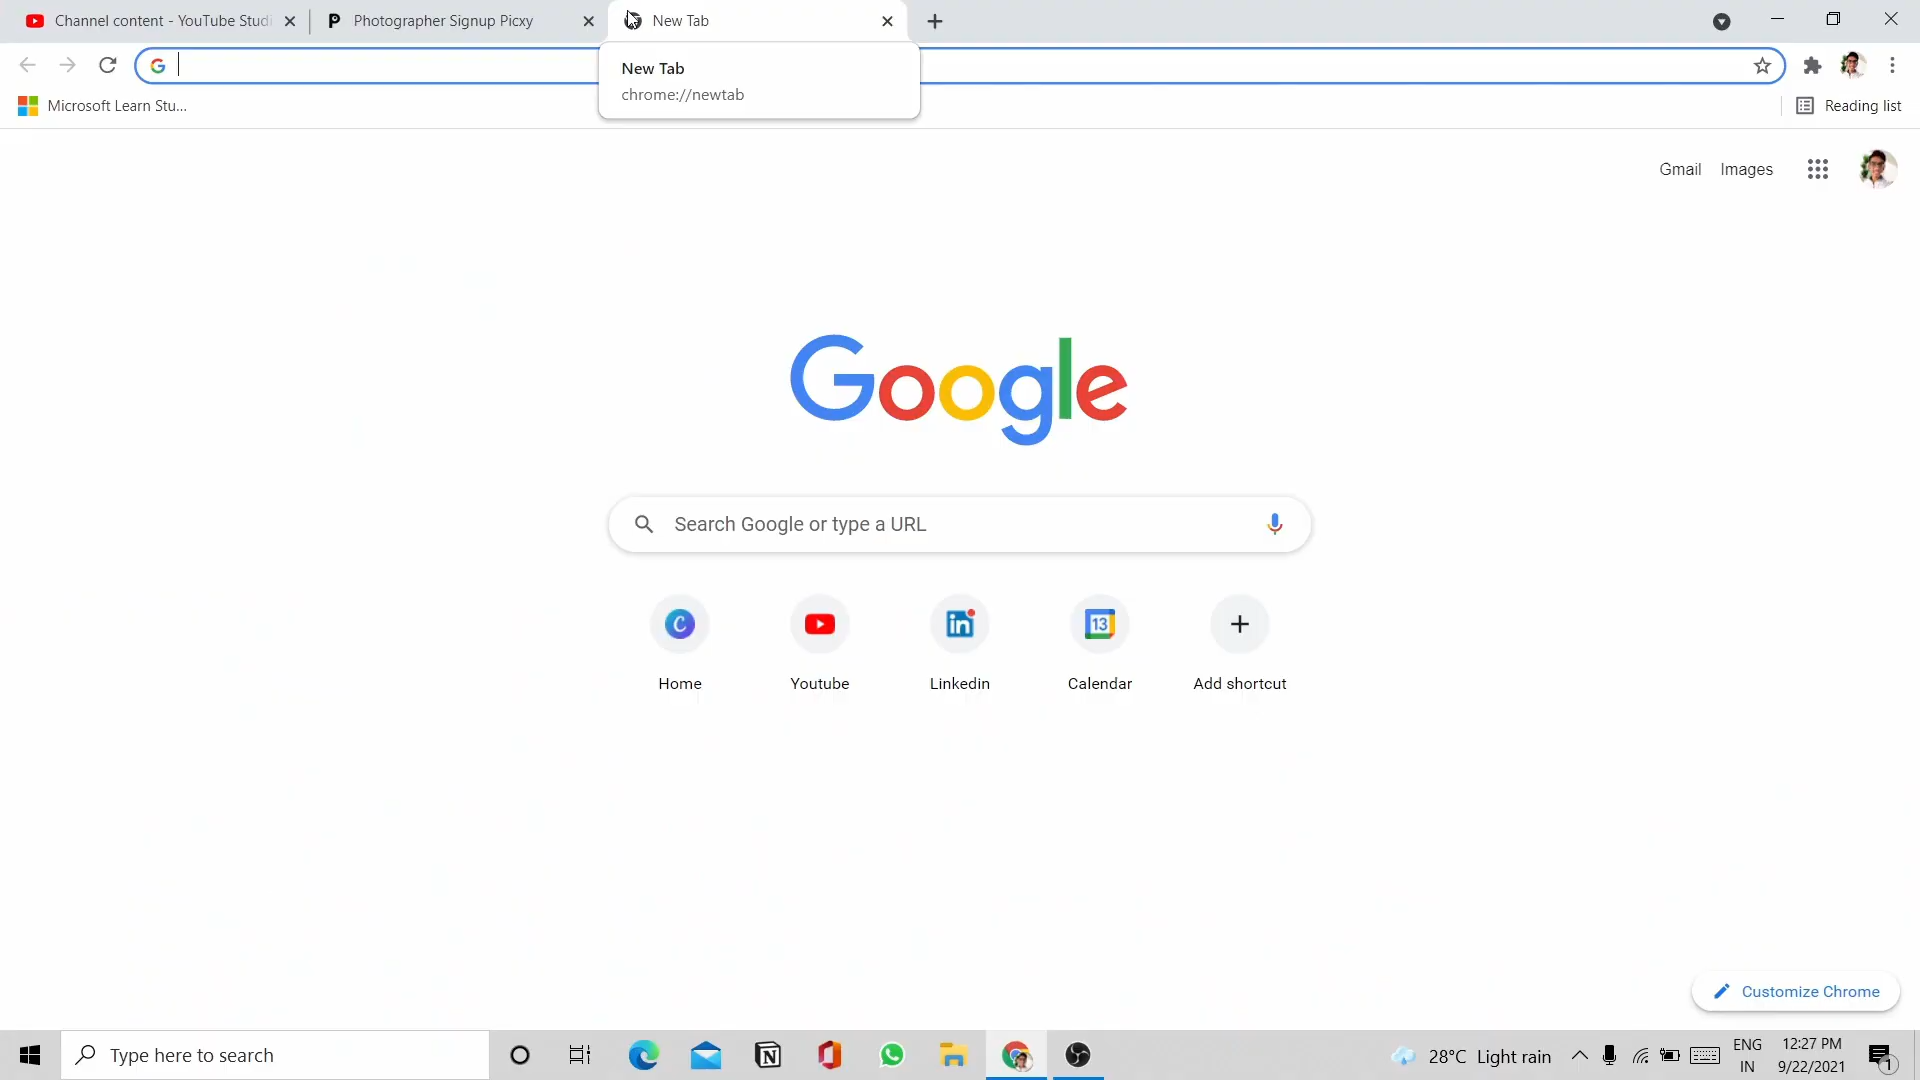 Channel content - YouTube Studi
Photographer Signup Picxy
New Tab
New Tab
chrome://newtab
Microsoft Learn Stu...
Reading list
Gmail
Images
Google
Search Google or type a URL
Home
Youtube
Linkedin
13
Calendar
Add shortcut
Customize Chrome
Type here to search
28°C Light rain
ENG
IN
12:27 PM
9/22/2021
1